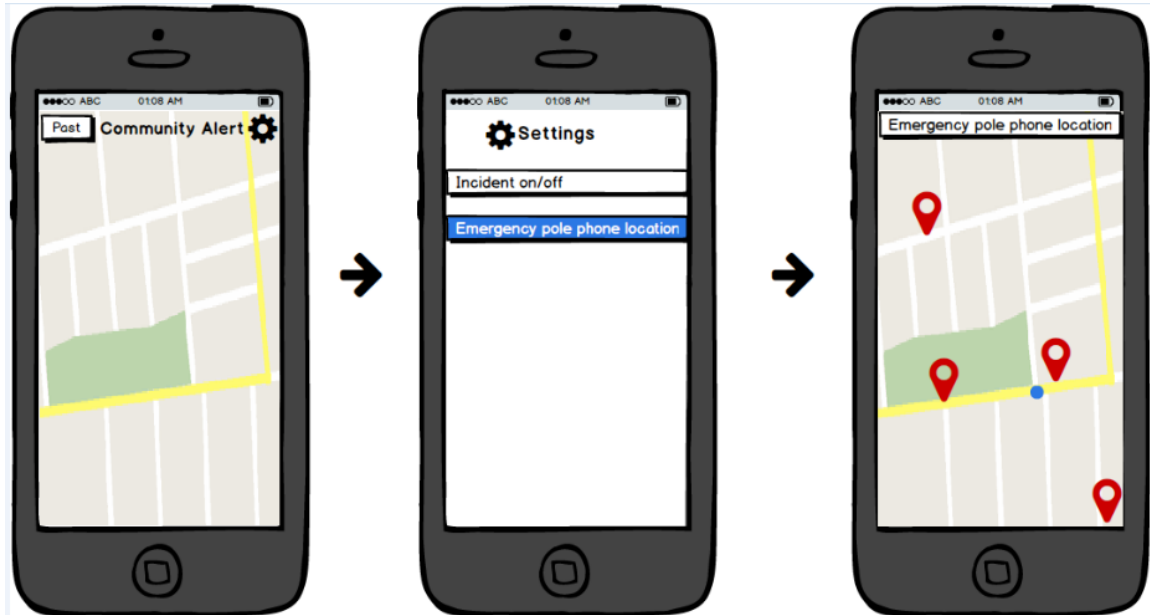 ABC 01:08 AM
Past Community Alert
ABC 01:08 AM
Settings
Incident on/off
Emergency pole phone location
ABC 01:08 AM
Emergency pole phone location